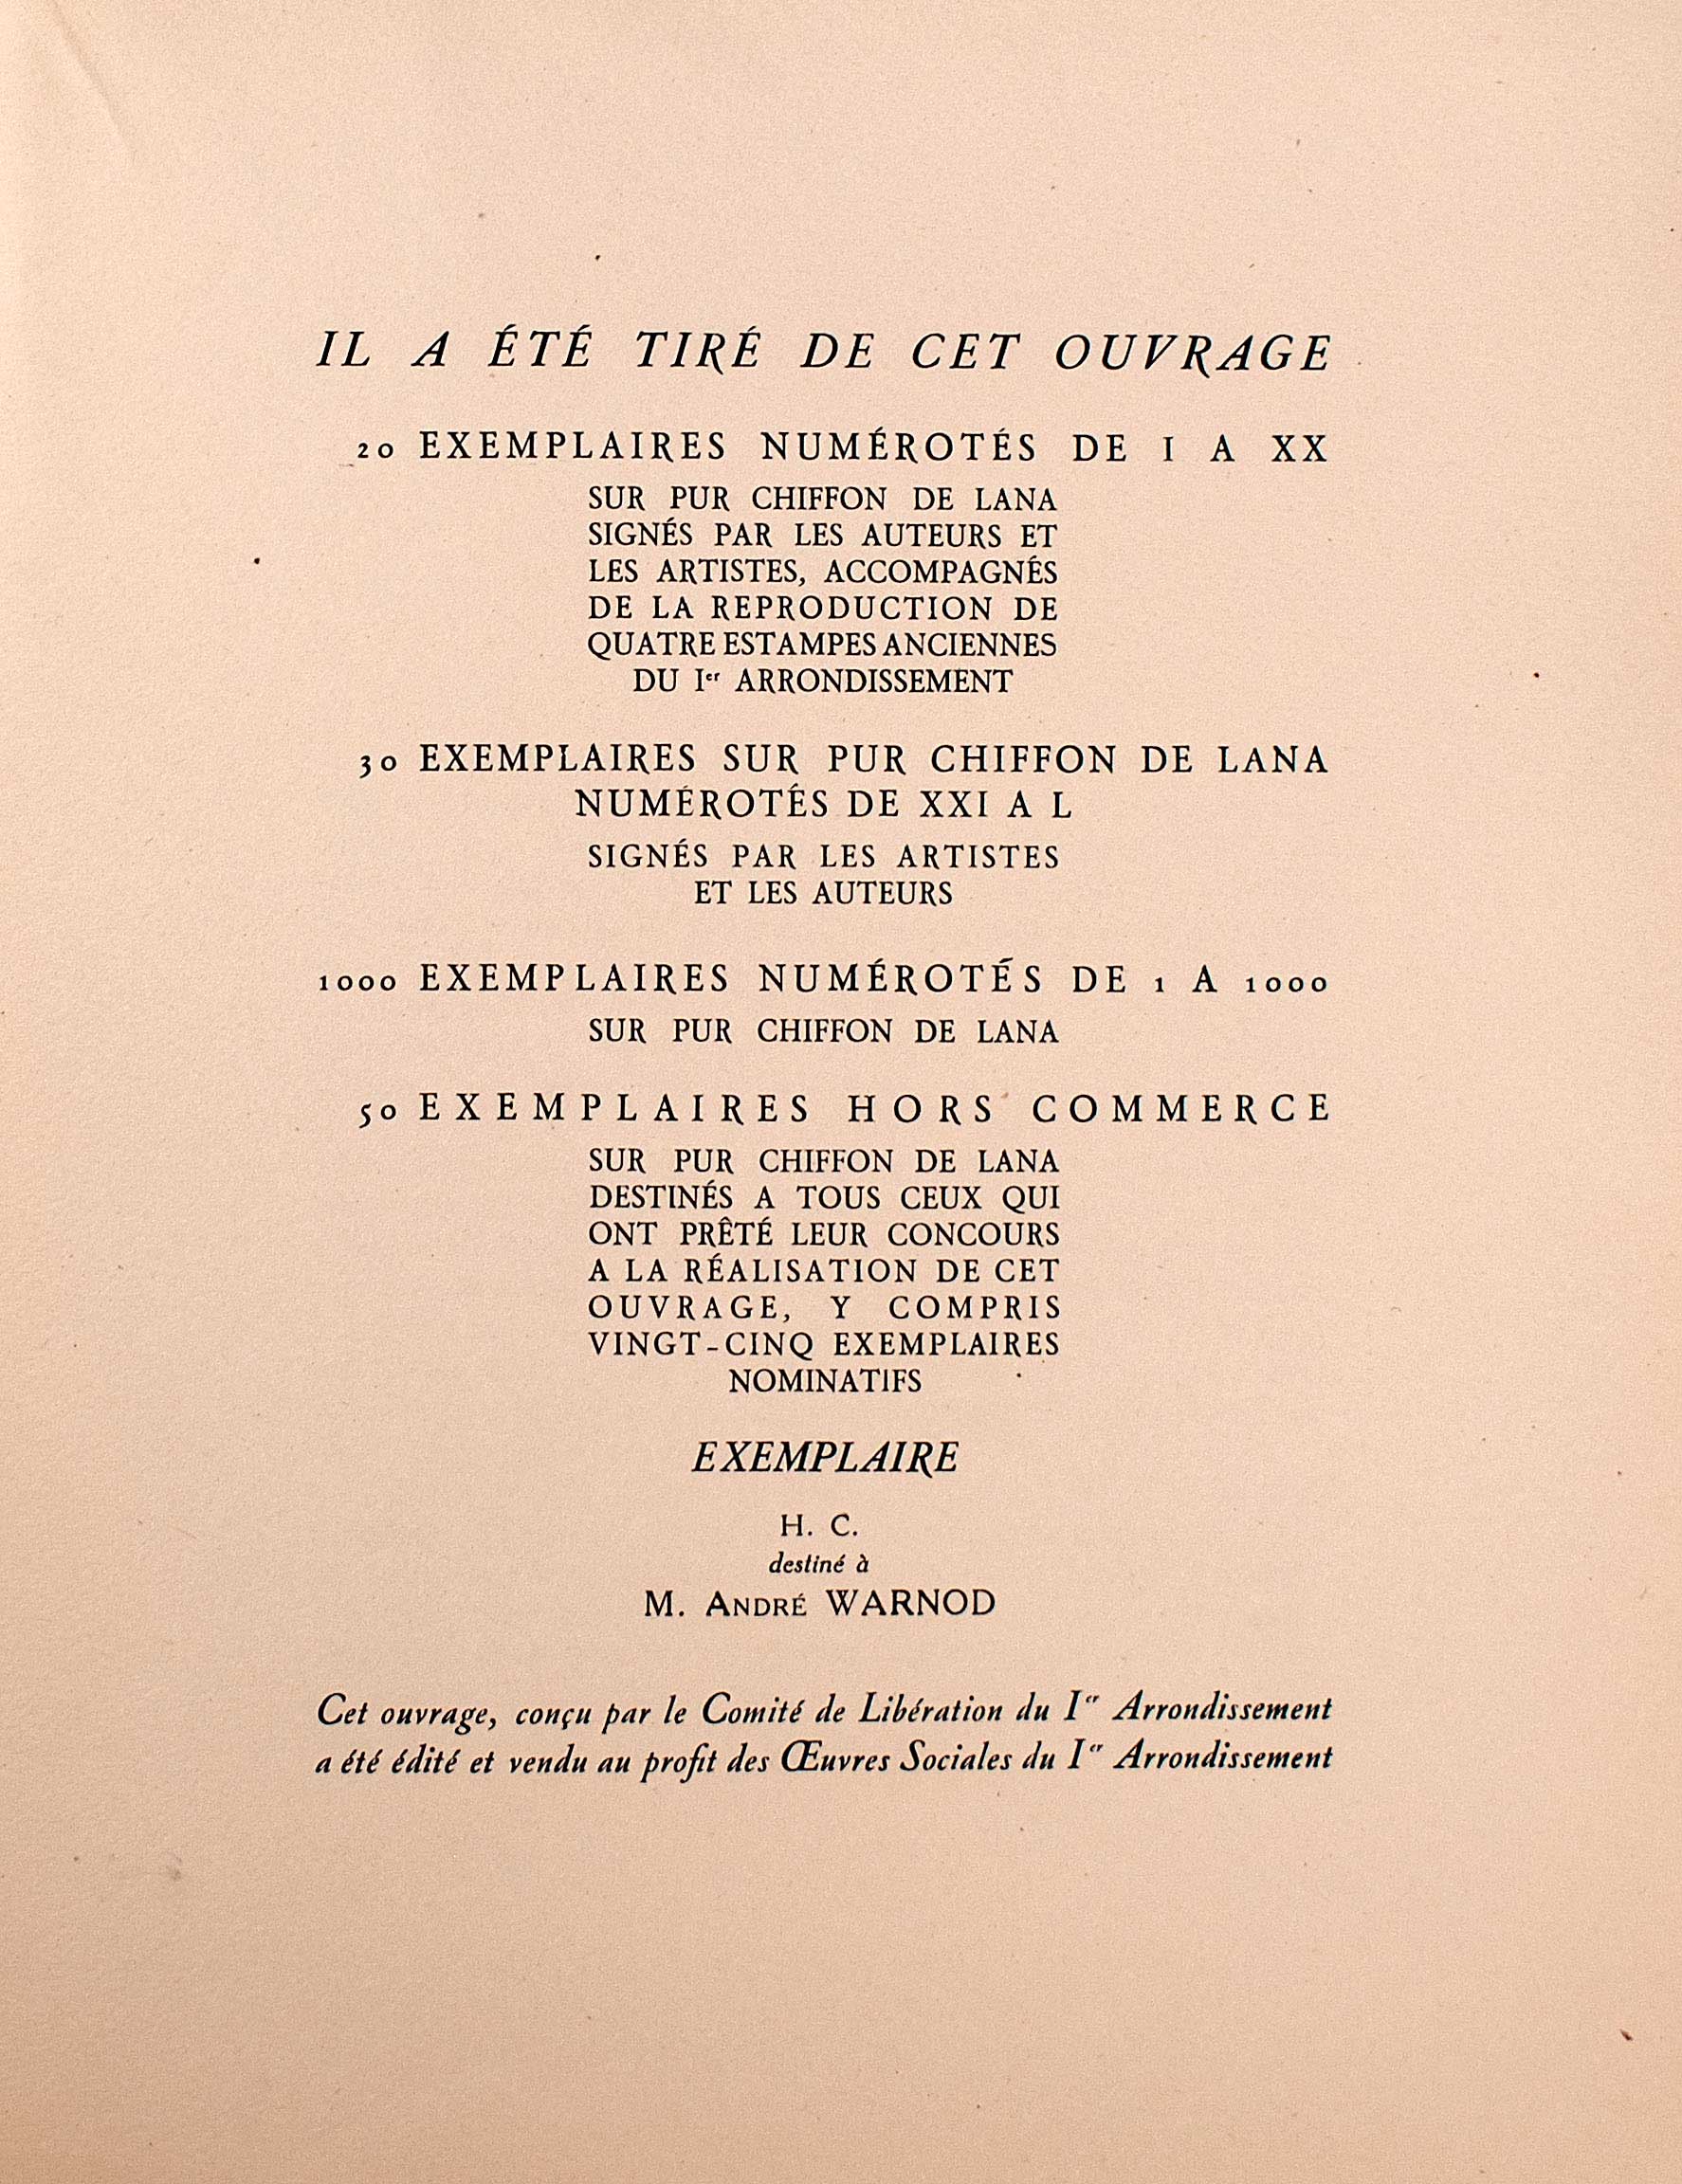 IL A ÉTÉ TIRÉ DE CET OUVRAGE
20 EXEMPLAIRES NUMÉROTÉS DE I A XX
SUR PUR CHIFFON DE LANA
SIGNÉS PAR LES AUTEURS ET
LES ARTISTES, ACCOMPAGNÉS
DE LA REPRODUCTION DE
QUATRE ESTAMPES ANCIENNES
DU Ier ARRONDISSEMENT
30 EXEMPLAIRES SUR PUR CHIFFON DE LANA
NUMÉROTÉS DE XXI A L
SIGNÉS PAR LES ARTISTES
ET LES AUTEURS
1000 EXEMPLAIRES NUMÉROTÉS DE 1 A 1000
SUR PUR CHIFFON DE LANA
50 EXEMPLAIRES HORS COMMERCE
SUR PUR CHIFFON DE LANA
DESTINÉS A TOUS CEUX QUI
ONT PRÊTÉ LEUR CONCOURS
A LA RÉALISATION DE CET
OUVRAGE, Y COMPRIS
VINGT-CINQ EXEMPLAIRES
NOMINATIFS
EXEMPLAIRE
H. C.
destiné à
M. ANDRÉ WARNOD
Cet ouvrage, conçu par le Comité de Libération du Ier Arrondissement
a été édité et vendu au profit des Œuvres Sociales du Ier Arrondissement